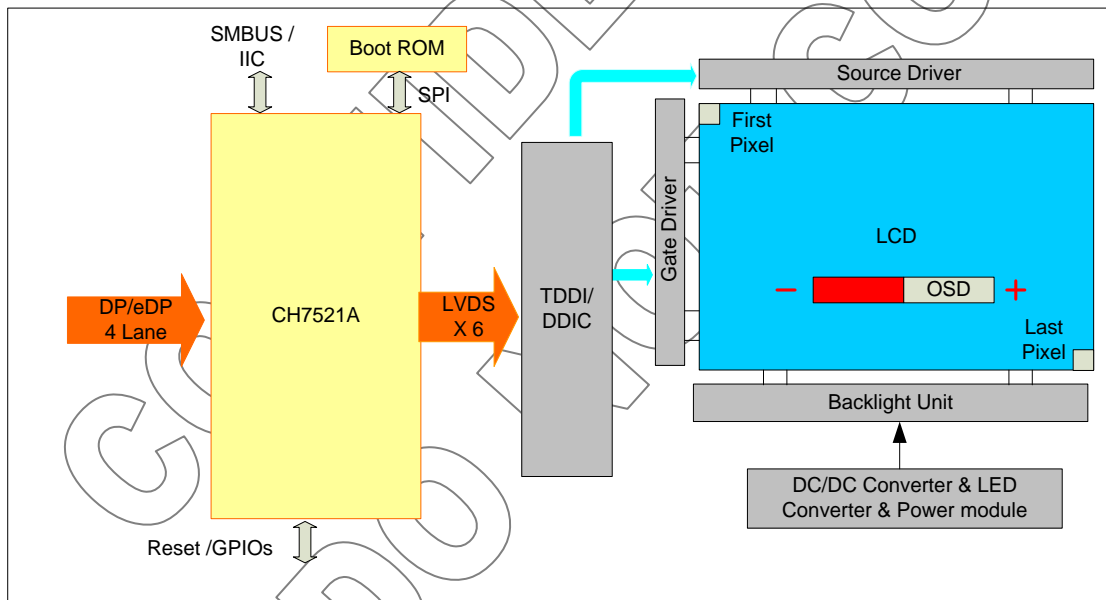 SMBUS /
IIC
Boot ROM
SPI
Source Driver
First
Pixel
Gate Driver
LCD
DP/eDP
4 Lane
CH7521A
LVDS
X 6
TDDI/
DDIC
– OSD +
Last
Pixel
Backlight Unit
DC/DC Converter & LED
Converter & Power module
Reset /GPIOs